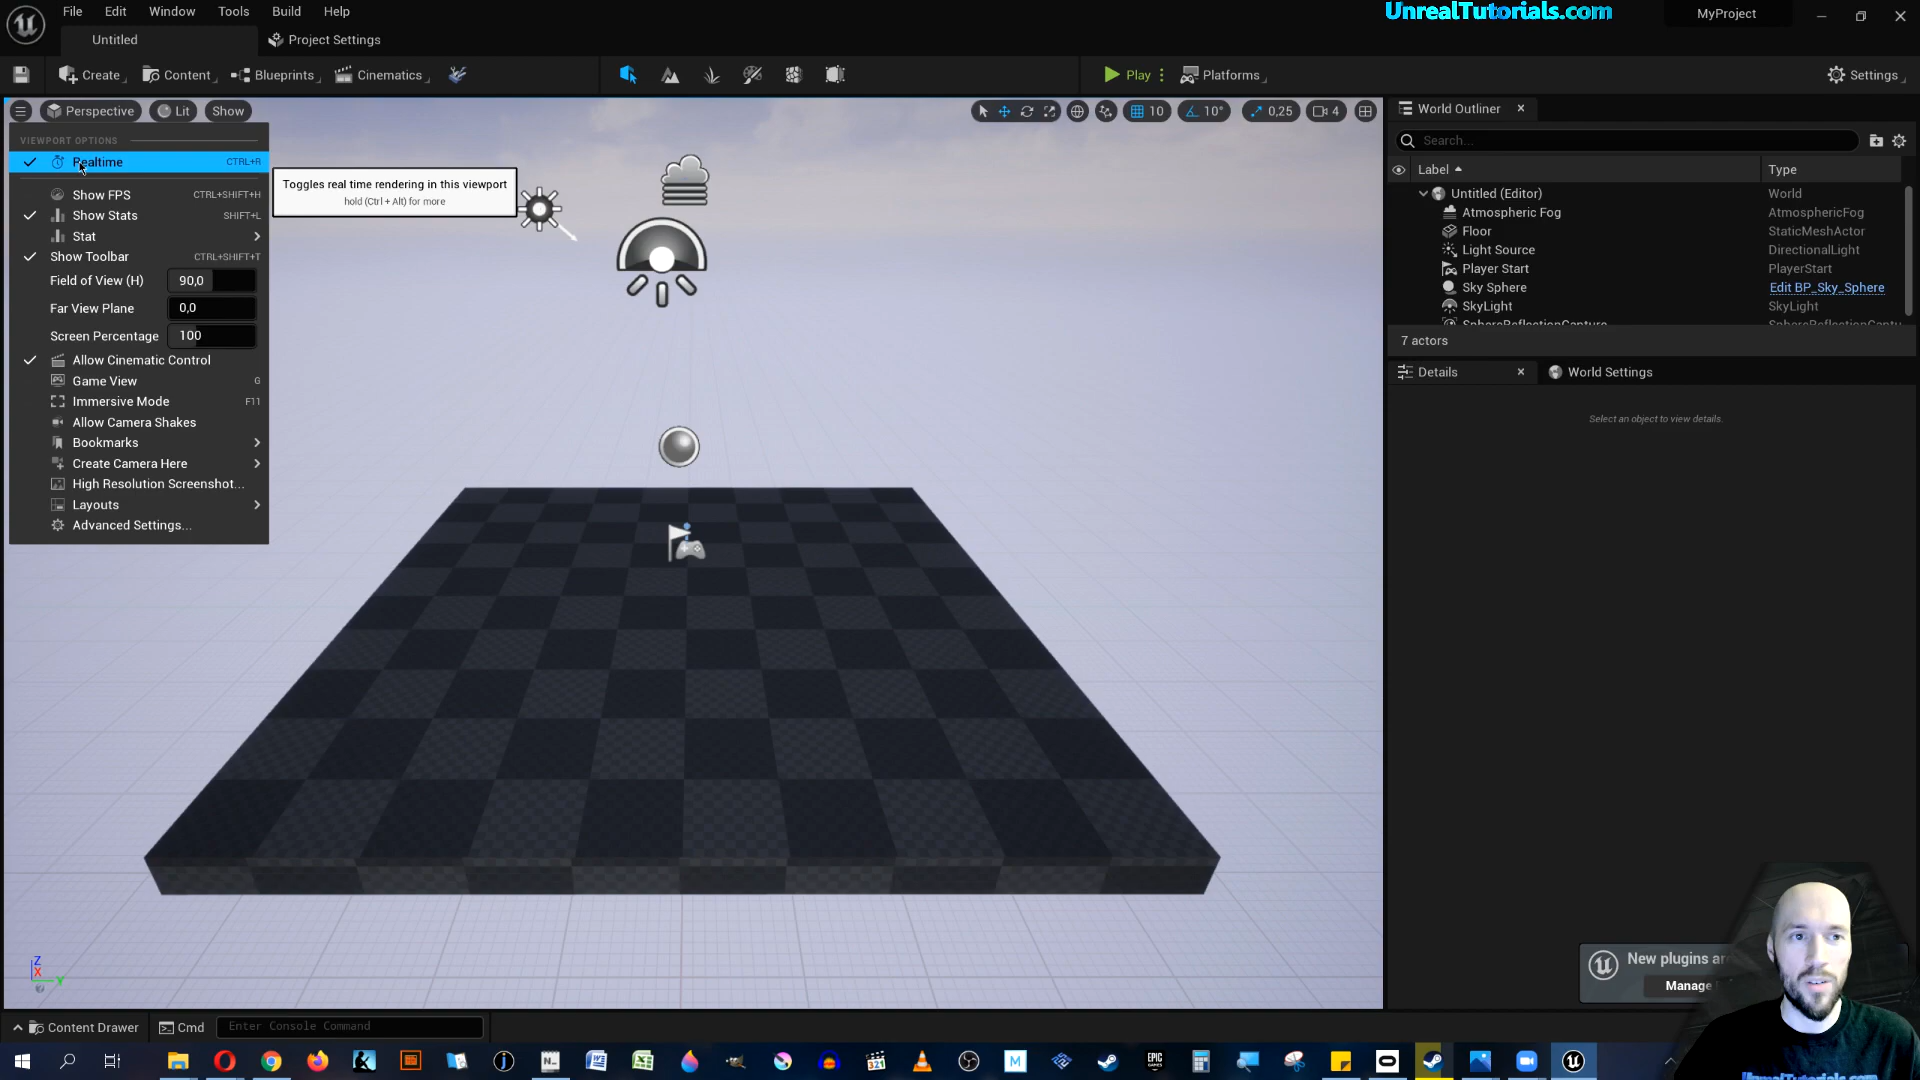 File Edit Window Tools Build Help
UnrealTutorials.com
MyProject
Untitled
Project Settings
Create Content Blueprints Cinematics
Play Platforms
Settings
Perspective Lit Show
10 10° 0,25 4
VIEWPORT OPTIONS
Realtime CTRL+R
Toggles real time rendering in this viewport
hold (Ctrl + Alt) for more
Show FPS CTRL+SHIFT+H
Show Stats SHIFT+L
Stat
Show Toolbar CTRL+SHIFT+T
Field of View (H) 90,0
Far View Plane 0,0
Screen Percentage 100
Allow Cinematic Control
Game View G
Immersive Mode F11
Allow Camera Shakes
Bookmarks
Create Camera Here
High Resolution Screenshot...
Layouts
Advanced Settings...
World Outliner
Search...
Label Type
Untitled (Editor) World
Atmospheric Fog AtmosphericFog
Floor StaticMeshActor
Light Source DirectionalLight
Player Start PlayerStart
Sky Sphere Edit BP_Sky_Sphere
SkyLight SkyLight
7 actors
Details
World Settings
Select an object to view details.
New plugins
Manage
Z
X
Y
Content Drawer
Cmd
Enter Console Command